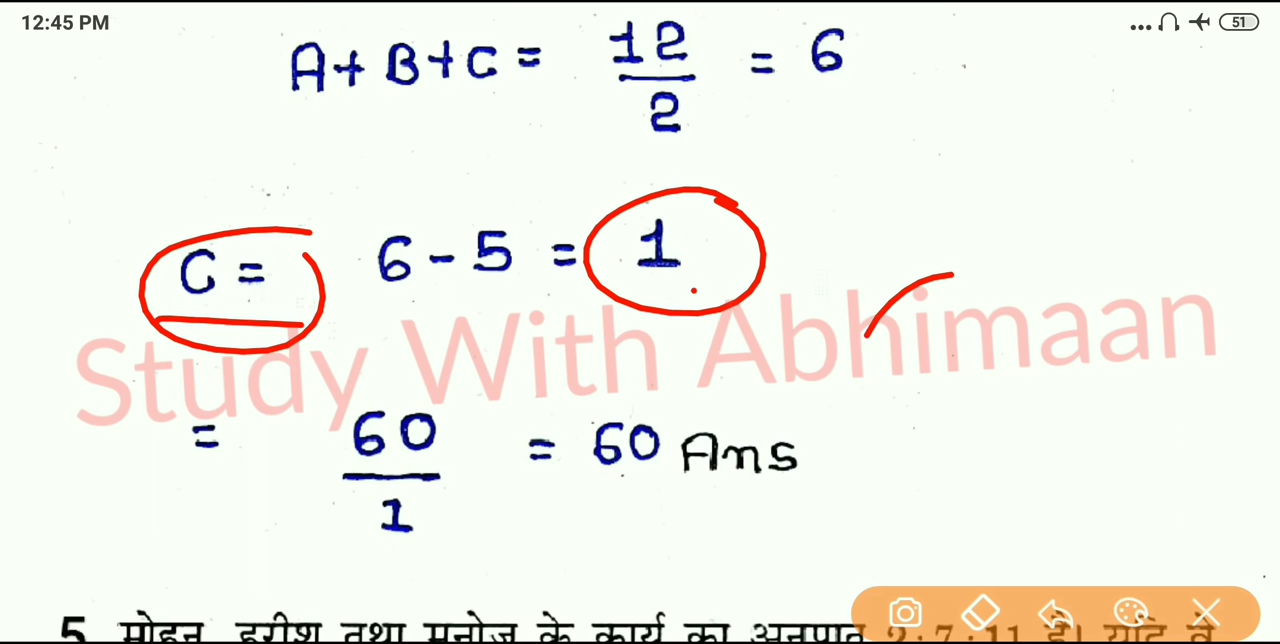 12:45 PM 51
A+B+C = 12/2 = 6
C = 6-5 = 1
Study With Abhimaan
= 60/1 = 60 Ans
5 मोहन हरीश तथा मनोज के कार्य का अनुपात 2:7:11 है। यदि वे